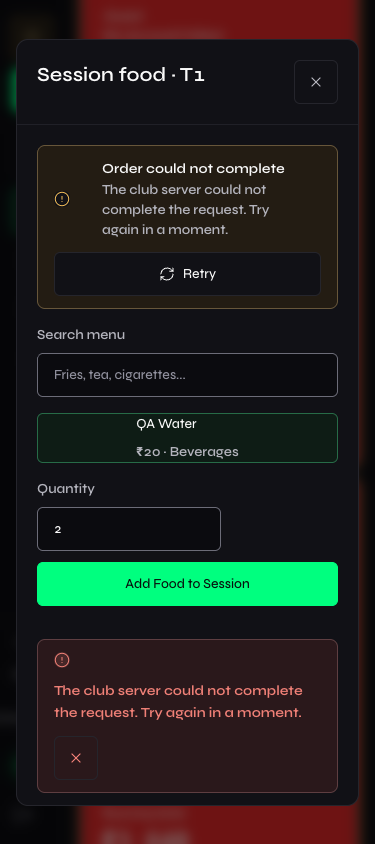 Session food · T1
Order could not complete
The club server could not
complete the request. Try
again in a moment.
Retry
Search menu
Fries, tea, cigarettes...
QA Water
₹20 · Beverages
Quantity
2
Add Food to Session
The club server could not complete
the request. Try again in a moment.